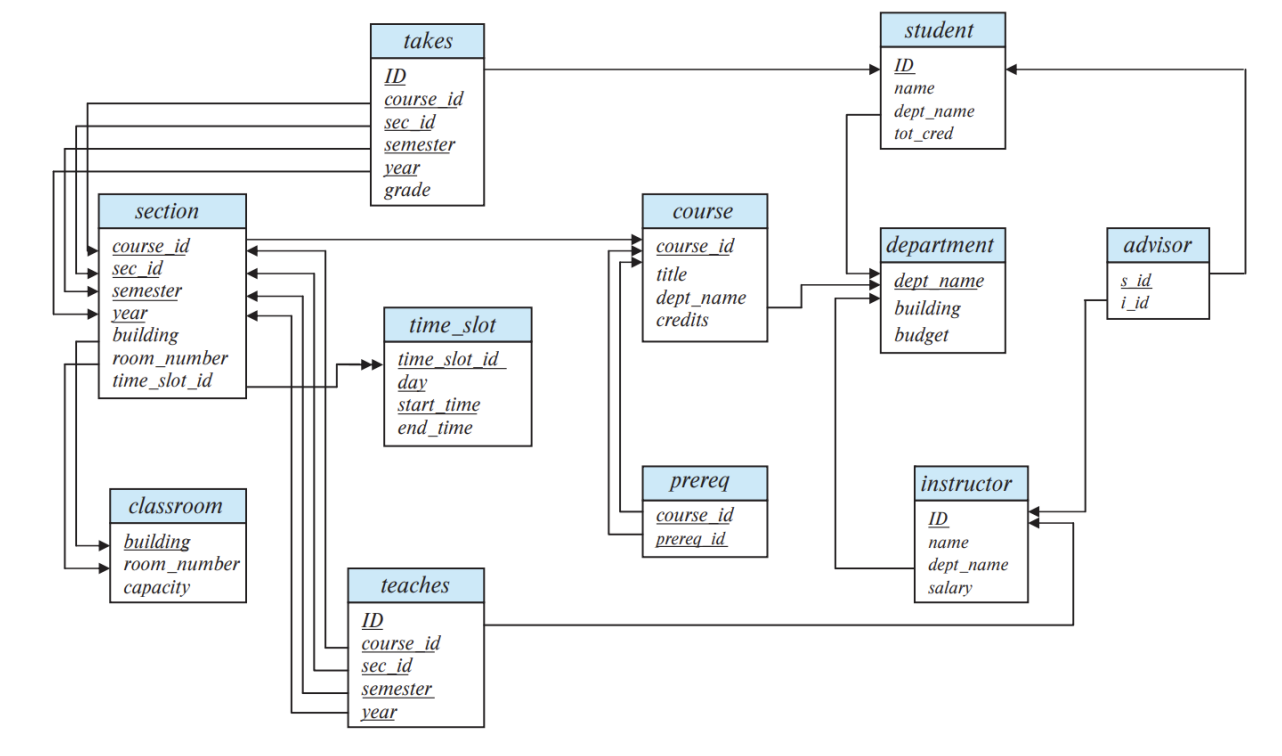 takes
ID
course_id
sec_id
semester
year
grade
student
ID
name
dept_name
tot_cred
section
course_id
sec_id
semester
year
building
room_number
time_slot_id
course
course_id
title
dept_name
credits
department
dept_name
building
budget
advisor
s_id
i_id
time_slot
time_slot_id
day
start_time
end_time
prereq
course_id
prereq_id
instructor
ID
name
dept_name
salary
classroom
building
room_number
capacity
teaches
ID
course_id
sec_id
semester
year